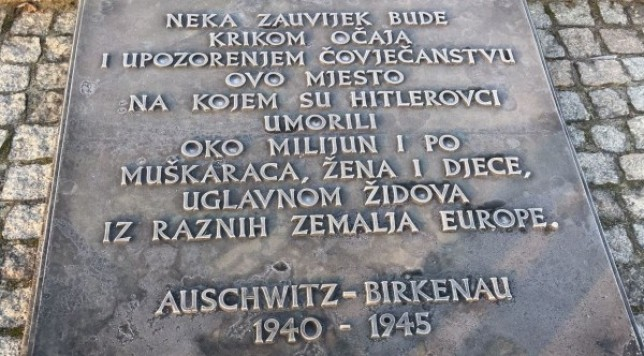 NEKA ZAUVIJEK BUDE
KRIKOM OČAJA
I UPOZORENJEM ČOVJEČANSTVU
OVO MJESTO
NA KOJEM SU HITLEROVCI
UMORILI
OKO MILIJUN I PO
MUŠKARACA, ŽENA I DJECE,
UGLAVNOM ŽIDOVA
IZ RAZNIH ZEMALJA EUROPE.
AUSCHWITZ - BIRKENAU
1940 - 1945